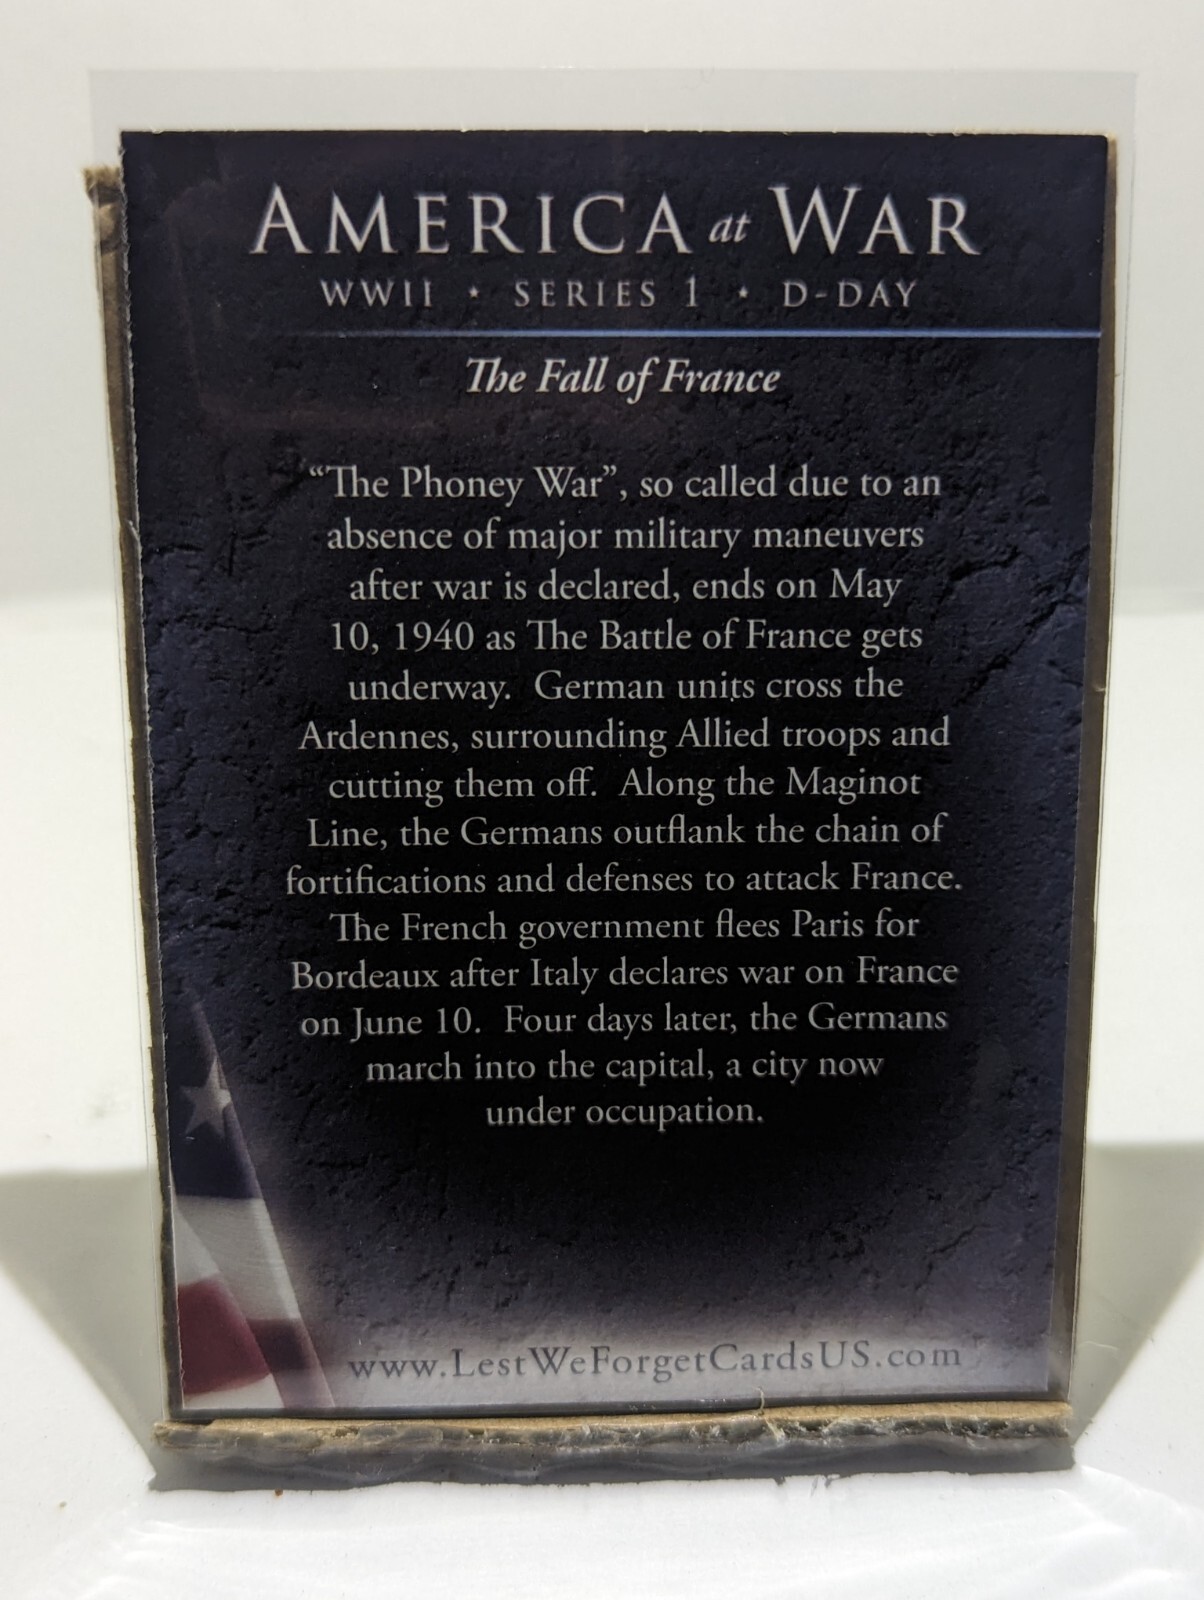 AMERICA at WAR
WWII · SERIES 1 · D-DAY
The Fall of France
“The Phoney War”, so called due to an
absence of major military maneuvers
after war is declared, ends on May
10, 1940 as The Battle of France gets
underway. German units cross the
Ardennes, surrounding Allied troops and
cutting them off. Along the Maginot
Line, the Germans outflank the chain of
fortifications and defenses to attack France.
The French government flees Paris for
Bordeaux after Italy declares war on France
on June 10. Four days later, the Germans
march into the capital, a city now
under occupation.
www.LestWeForgetCardsUS.com